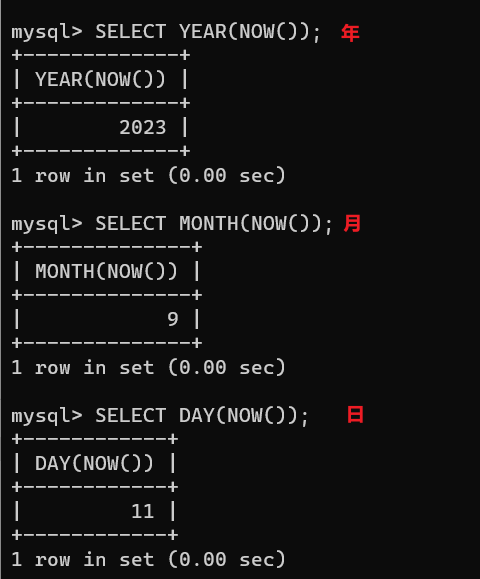 mysql> SELECT YEAR(NOW()); 年
+-------------+
| YEAR(NOW()) |
+-------------+
|        2023 |
+-------------+
1 row in set (0.00 sec)
mysql> SELECT MONTH(NOW()); 月
+--------------+
| MONTH(NOW()) |
+--------------+
|            9 |
+--------------+
1 row in set (0.00 sec)
mysql> SELECT DAY(NOW()); 日
+------------+
| DAY(NOW()) |
+------------+
|         11 |
+------------+
1 row in set (0.00 sec)